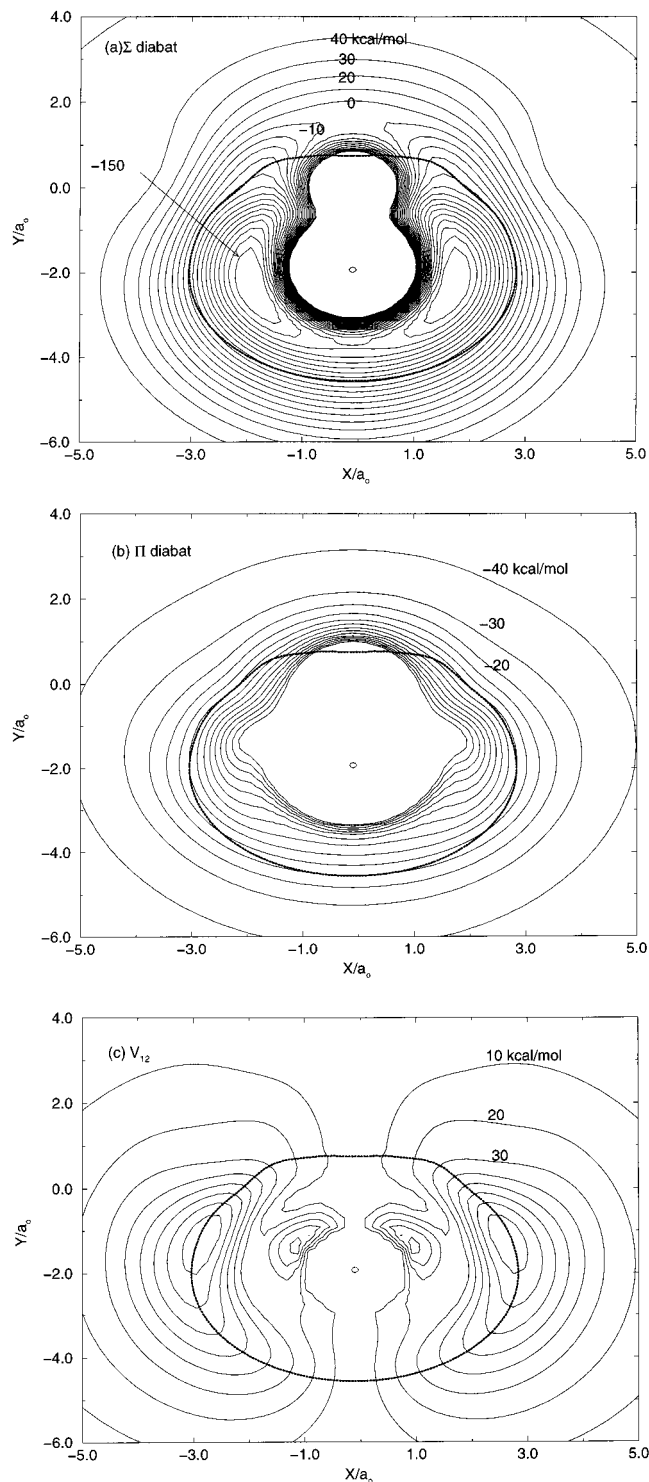 (a)Σ diabat
40 kcal/mol
30
20
0
−10
−150
4.0
2.0
0.0
−2.0
−4.0
−6.0
Y/a₀
−5.0 −3.0 −1.0 1.0 3.0 5.0
X/a₀
(b) Π diabat
−40 kcal/mol
−30
−20
4.0
2.0
0.0
−2.0
−4.0
−6.0
Y/a₀
−5.0 −3.0 −1.0 1.0 3.0 5.0
X/a₀
(c) V₁₂
10 kcal/mol
20
30
4.0
2.0
0.0
−2.0
−4.0
−6.0
Y/a₀
−5.0 −3.0 −1.0 1.0 3.0 5.0
X/a₀